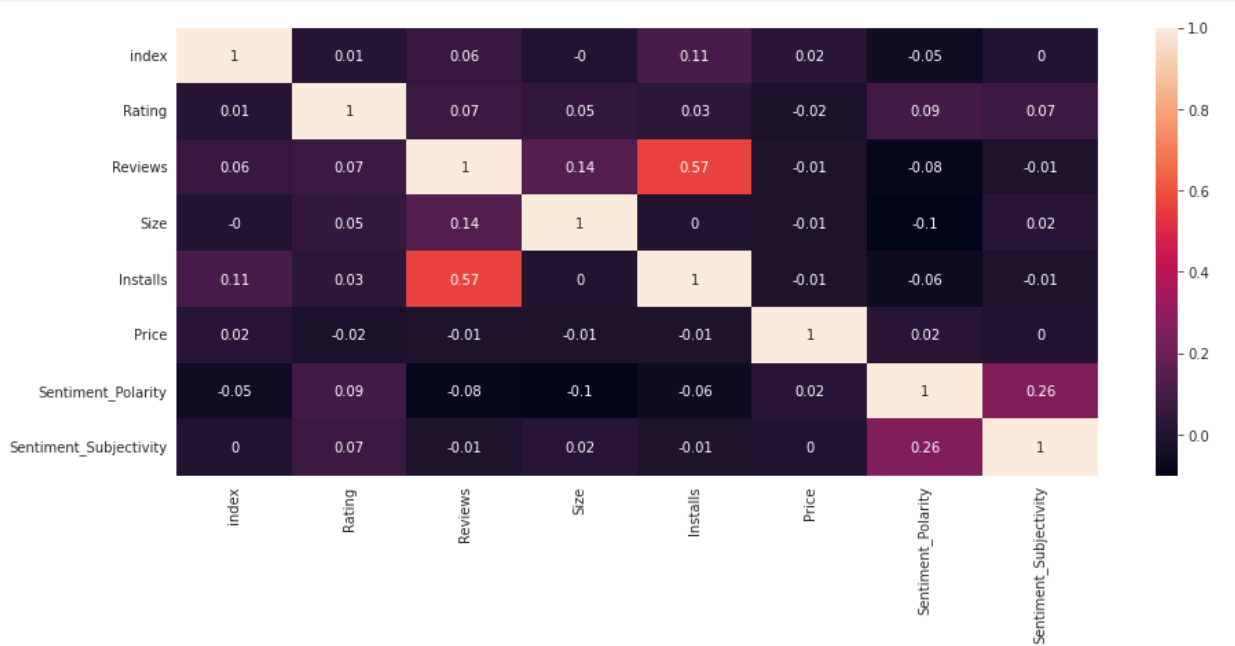 index 1 0.01 0.06 -0 0.11 0.02 -0.05 0
Rating 0.01 1 0.07 0.05 0.03 -0.02 0.09 0.07
Reviews 0.06 0.07 1 0.14 0.57 -0.01 -0.08 -0.01
Size -0 0.05 0.14 1 0 -0.01 -0.1 0.02
Installs 0.11 0.03 0.57 0 1 -0.01 -0.06 -0.01
Price 0.02 -0.02 -0.01 -0.01 -0.01 1 0.02 0
Sentiment_Polarity -0.05 0.09 -0.08 -0.1 -0.06 0.02 1 0.26
Sentiment_Subjectivity 0 0.07 -0.01 0.02 -0.01 0 0.26 1
index
Rating
Reviews
Size
Installs
Price
Sentiment_Polarity
Sentiment_Subjectivity
1.0
0.8
0.6
0.4
0.2
0.0